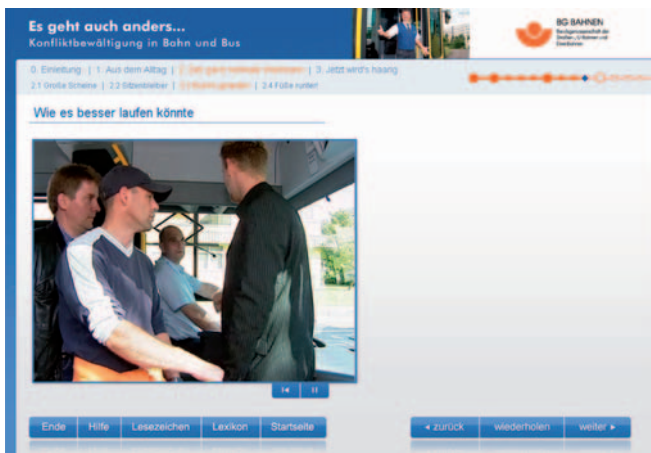 Es geht auch anders...
Konfliktbewältigung in Bahn und Bus
BG BAHNEN
0. Einleitung | 1. Aus dem Alltag | | 3. Jetzt wird's haarig
2.1 Große Scheine | 2.2 Sitzenbleiber | | 2.4 Füße runter!
Wie es besser laufen könnte
Ende Hilfe Lesezeichen Lexikon Startseite
◂ zurück wiederholen weiter ▸